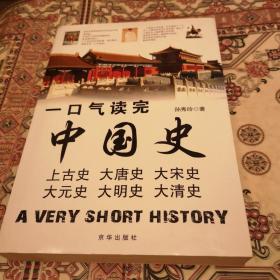 一口气读完
孙秀玲◎著
中国史
上古史 大唐史 大宋史
大元史 大明史 大清史
A VERY SHORT HISTORY
京华出版社